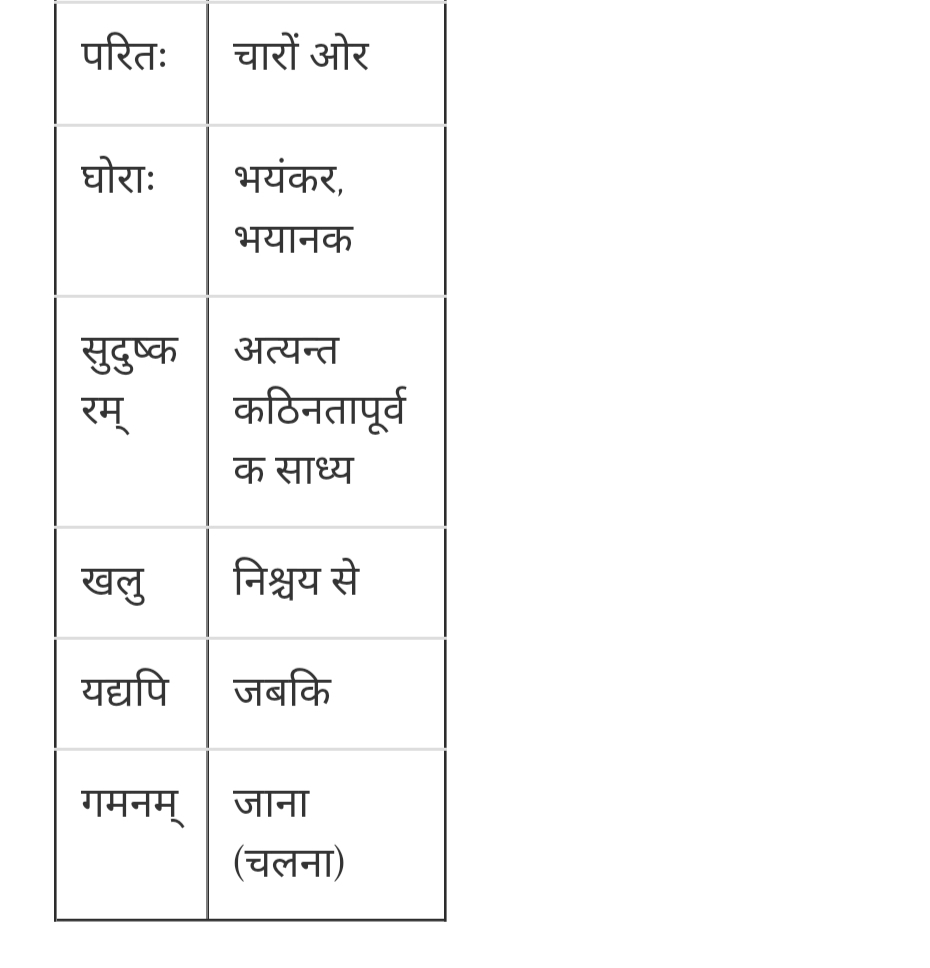 परितः चारों ओर
घोराः भयंकर,
भयानक
सुदुष्क अत्यन्त
रम् कठिनतापूर्व
क साध्य
खलु निश्चय से
यद्यपि जबकि
गमनम् जाना
(चलना)